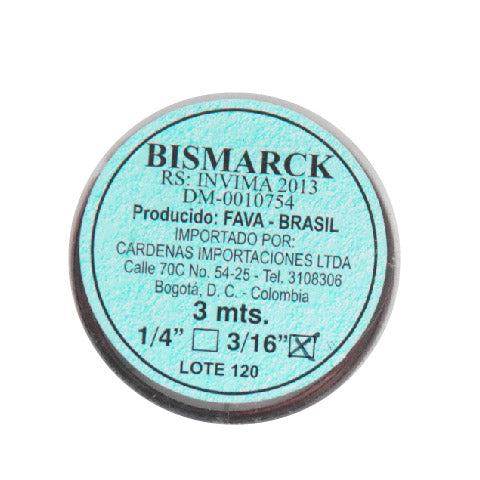 BISMARCK
RS: INVIMA 2013
DM-0010754
Producido: FAVA - BRASIL
IMPORTADO POR:
CARDENAS IMPORTACIONES LTDA
Calle 70C No. 54-25 - Tel. 3108306
Bogotá, D. C. - Colombia
3 mts.
1/4” ☐ 3/16” ☒
LOTE 120